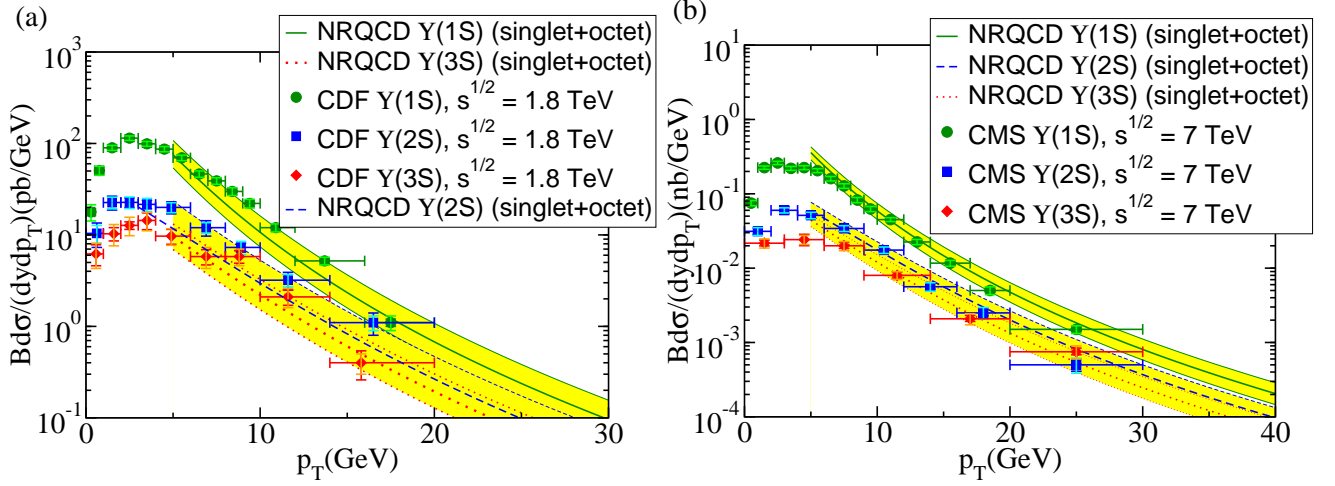 (a)
NRQCD ϒ(1S) (singlet+octet)
NRQCD ϒ(3S) (singlet+octet)
CDF ϒ(1S), s^{1/2} = 1.8 TeV
CDF ϒ(2S), s^{1/2} = 1.8 TeV
CDF ϒ(3S), s^{1/2} = 1.8 TeV
NRQCD ϒ(2S) (singlet+octet)
Bdσ/(dydp_T)(pb/GeV)
10^3
10^2
10^1
10^0
10^{-1}
0 10 20 30
p_T(GeV)
(b)
NRQCD ϒ(1S) (singlet+octet)
NRQCD ϒ(2S) (singlet+octet)
NRQCD ϒ(3S) (singlet+octet)
CMS ϒ(1S), s^{1/2} = 7 TeV
CMS ϒ(2S), s^{1/2} = 7 TeV
CMS ϒ(3S), s^{1/2} = 7 TeV
Bdσ/(dydp_T)(nb/GeV)
10^1
10^0
10^{-1}
10^{-2}
10^{-3}
10^{-4}
0 10 20 30 40
p_T(GeV)